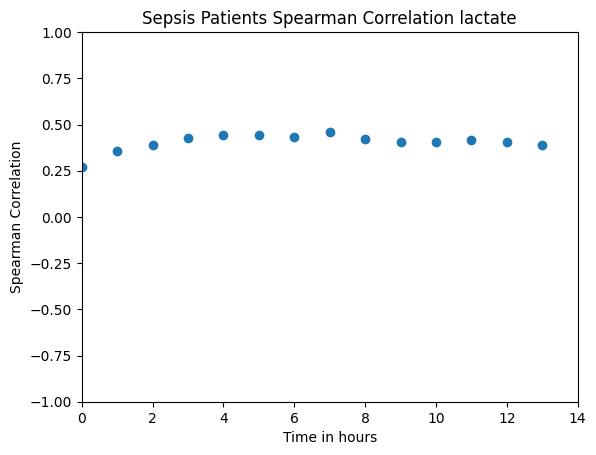 Sepsis Patients Spearman Correlation lactate
1.00
0.75
0.50
0.25
0.00
−0.25
−0.50
−0.75
−1.00
Spearman Correlation
0 2 4 6 8 10 12 14
Time in hours